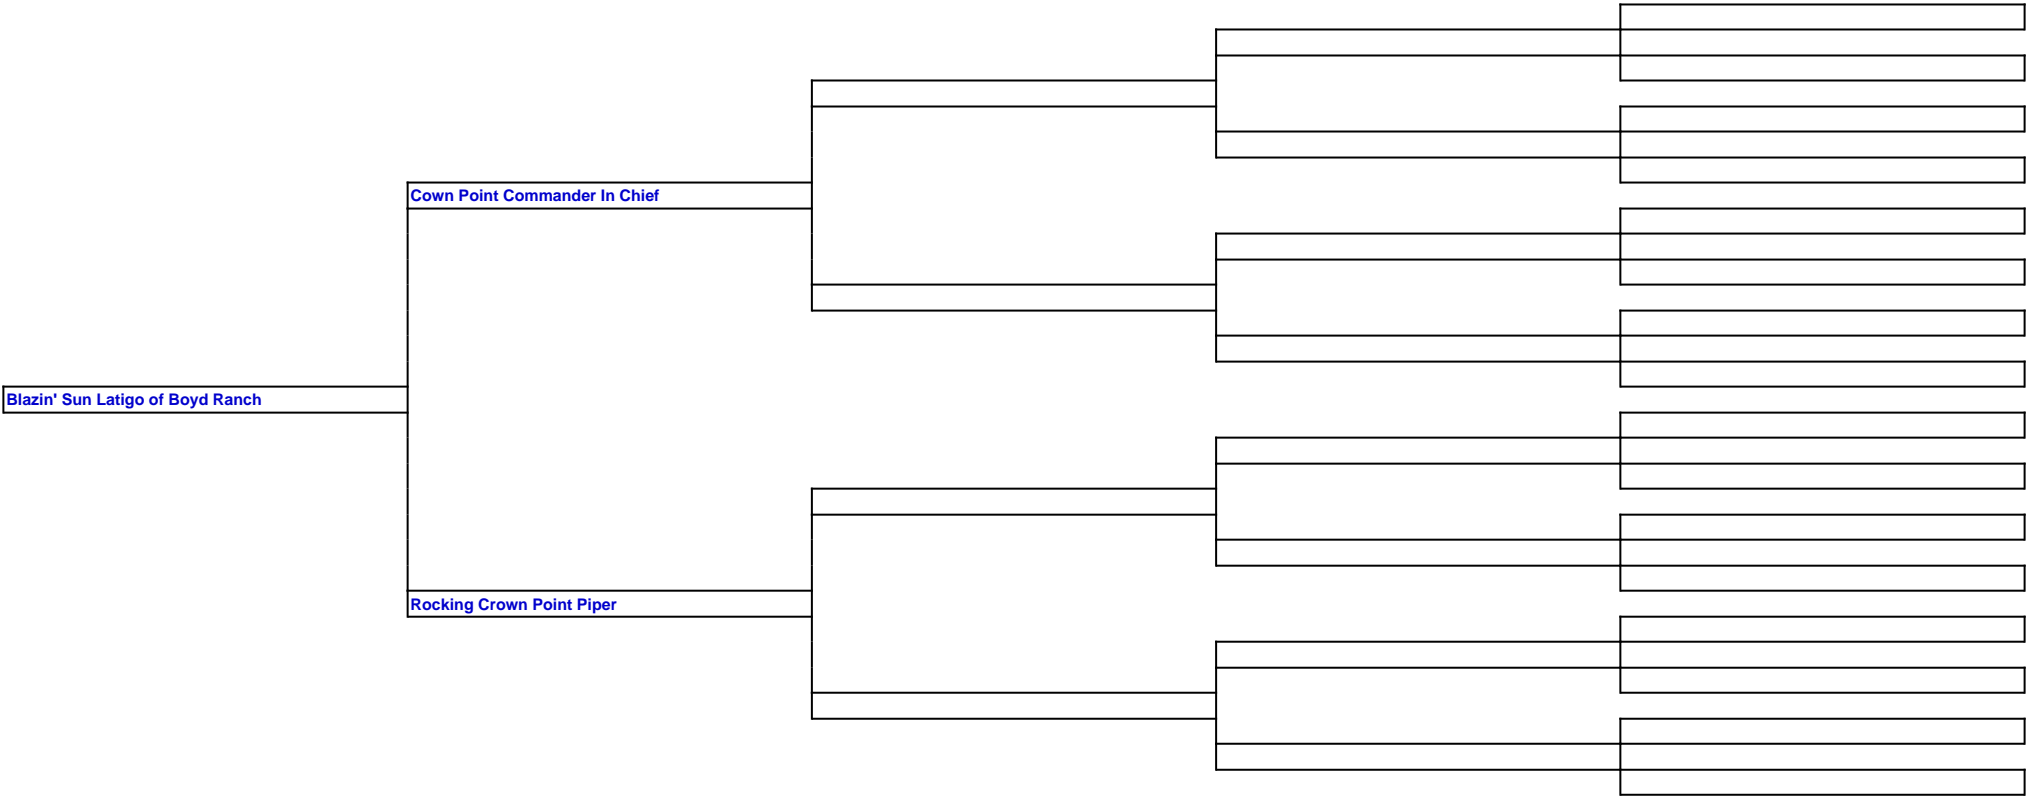 Cown Point Commander In Chief
Blazin' Sun Latigo of Boyd Ranch
Rocking Crown Point Piper